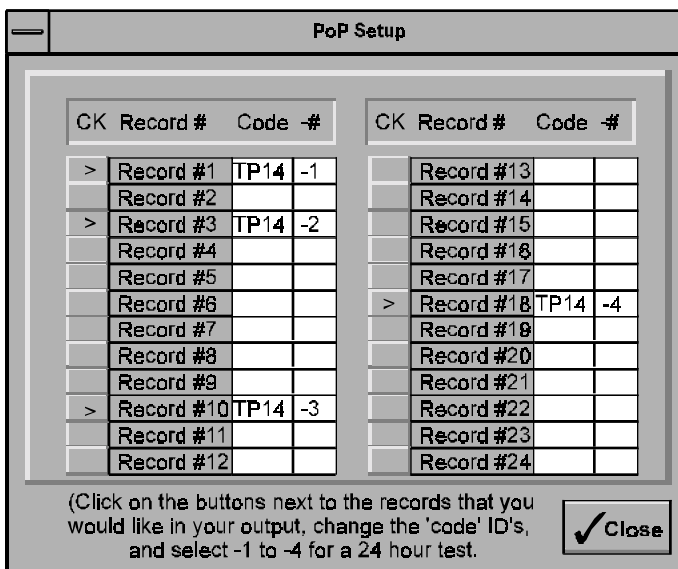 PoP Setup
CK Record # Code -#
> Record #1 TP14 -1
Record #2
> Record #3 TP14 -2
Record #4
Record #5
Record #6
Record #7
Record #8
Record #9
> Record #10 TP14 -3
Record #11
Record #12
CK Record # Code -#
Record #13
Record #14
Record #15
Record #16
Record #17
> Record #18 TP14 -4
Record #19
Record #20
Record #21
Record #22
Record #23
Record #24
(Click on the buttons next to the records that you
would like in your output, change the 'code' ID's,
and select -1 to -4 for a 24 hour test.
Close